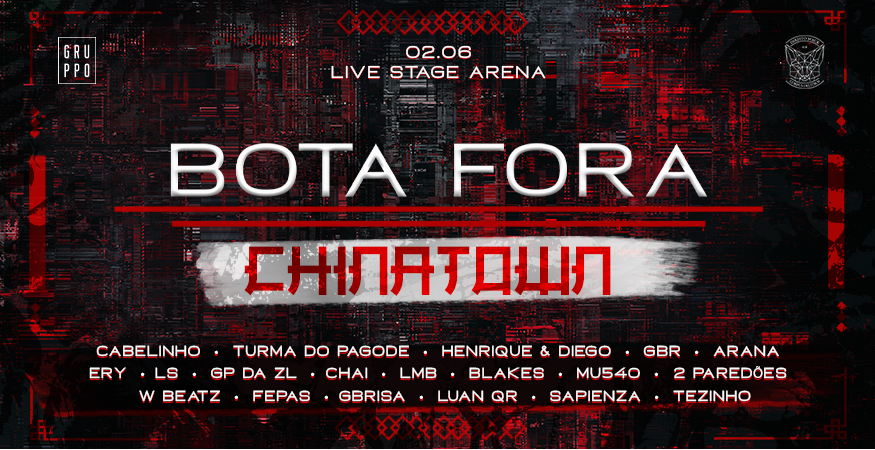 GRU
PPO
02.06
LIVE STAGE ARENA
BOTA FORA
CHINATOWN
CABELINHO • TURMA DO PAGODE • HENRIQUE & DIEGO • GBR • ARANA
ERY • LS • GP DA ZL • CHAI • LMB • BLAKES • MU540 • 2 PAREDÕES
W BEATZ • FEPAS • GBRISA • LUAN QR • SAPIENZA • TEZINHO